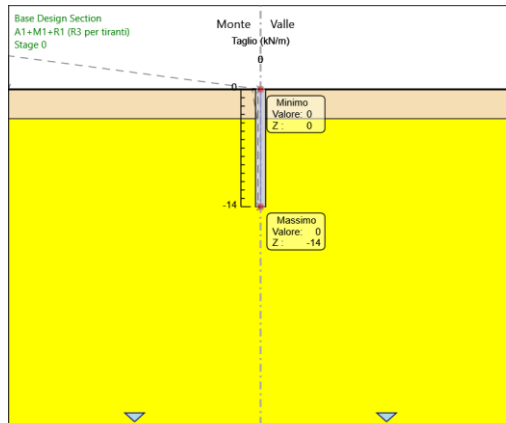 Base Design Section
A1+M1+R1 (R3 per tiranti)
Stage 0
Monte Valle
Taglio (kN/m)
0
0
Minimo
Valore: 0
Z : 0
-14
Massimo
Valore: 0
Z : -14